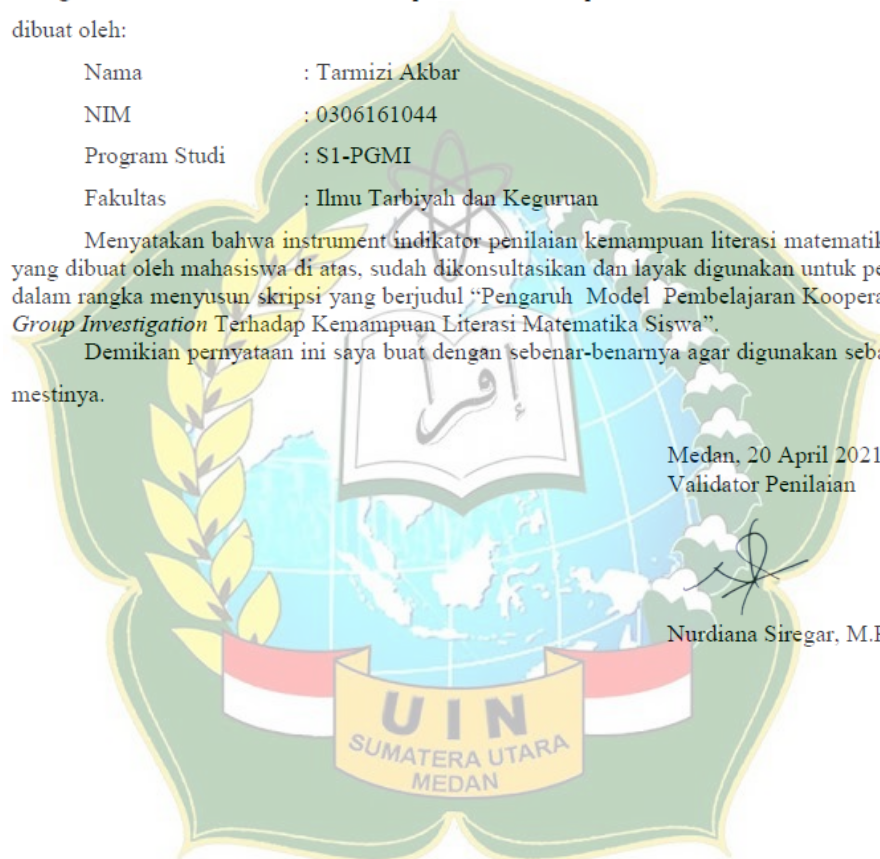 dibuat oleh:
Nama : Tarmizi Akbar
NIM : 0306161044
Program Studi : S1-PGMI
Fakultas : Ilmu Tarbiyah dan Keguruan
Menyatakan bahwa instrument indikator penilaian kemampuan literasi matematik
yang dibuat oleh mahasiswa di atas, sudah dikonsultasikan dan layak digunakan untuk pe
dalam rangka menyusun skripsi yang berjudul “Pengaruh Model Pembelajaran Koopera
Group Investigation Terhadap Kemampuan Literasi Matematika Siswa”.
Demikian pernyataan ini saya buat dengan sebenar-benarnya agar digunakan seba
mestinya.
إقرأ
Medan, 20 April 2021
Validator Penilaian
Nurdiana Siregar, M.P
UIN
SUMATERA UTARA
MEDAN